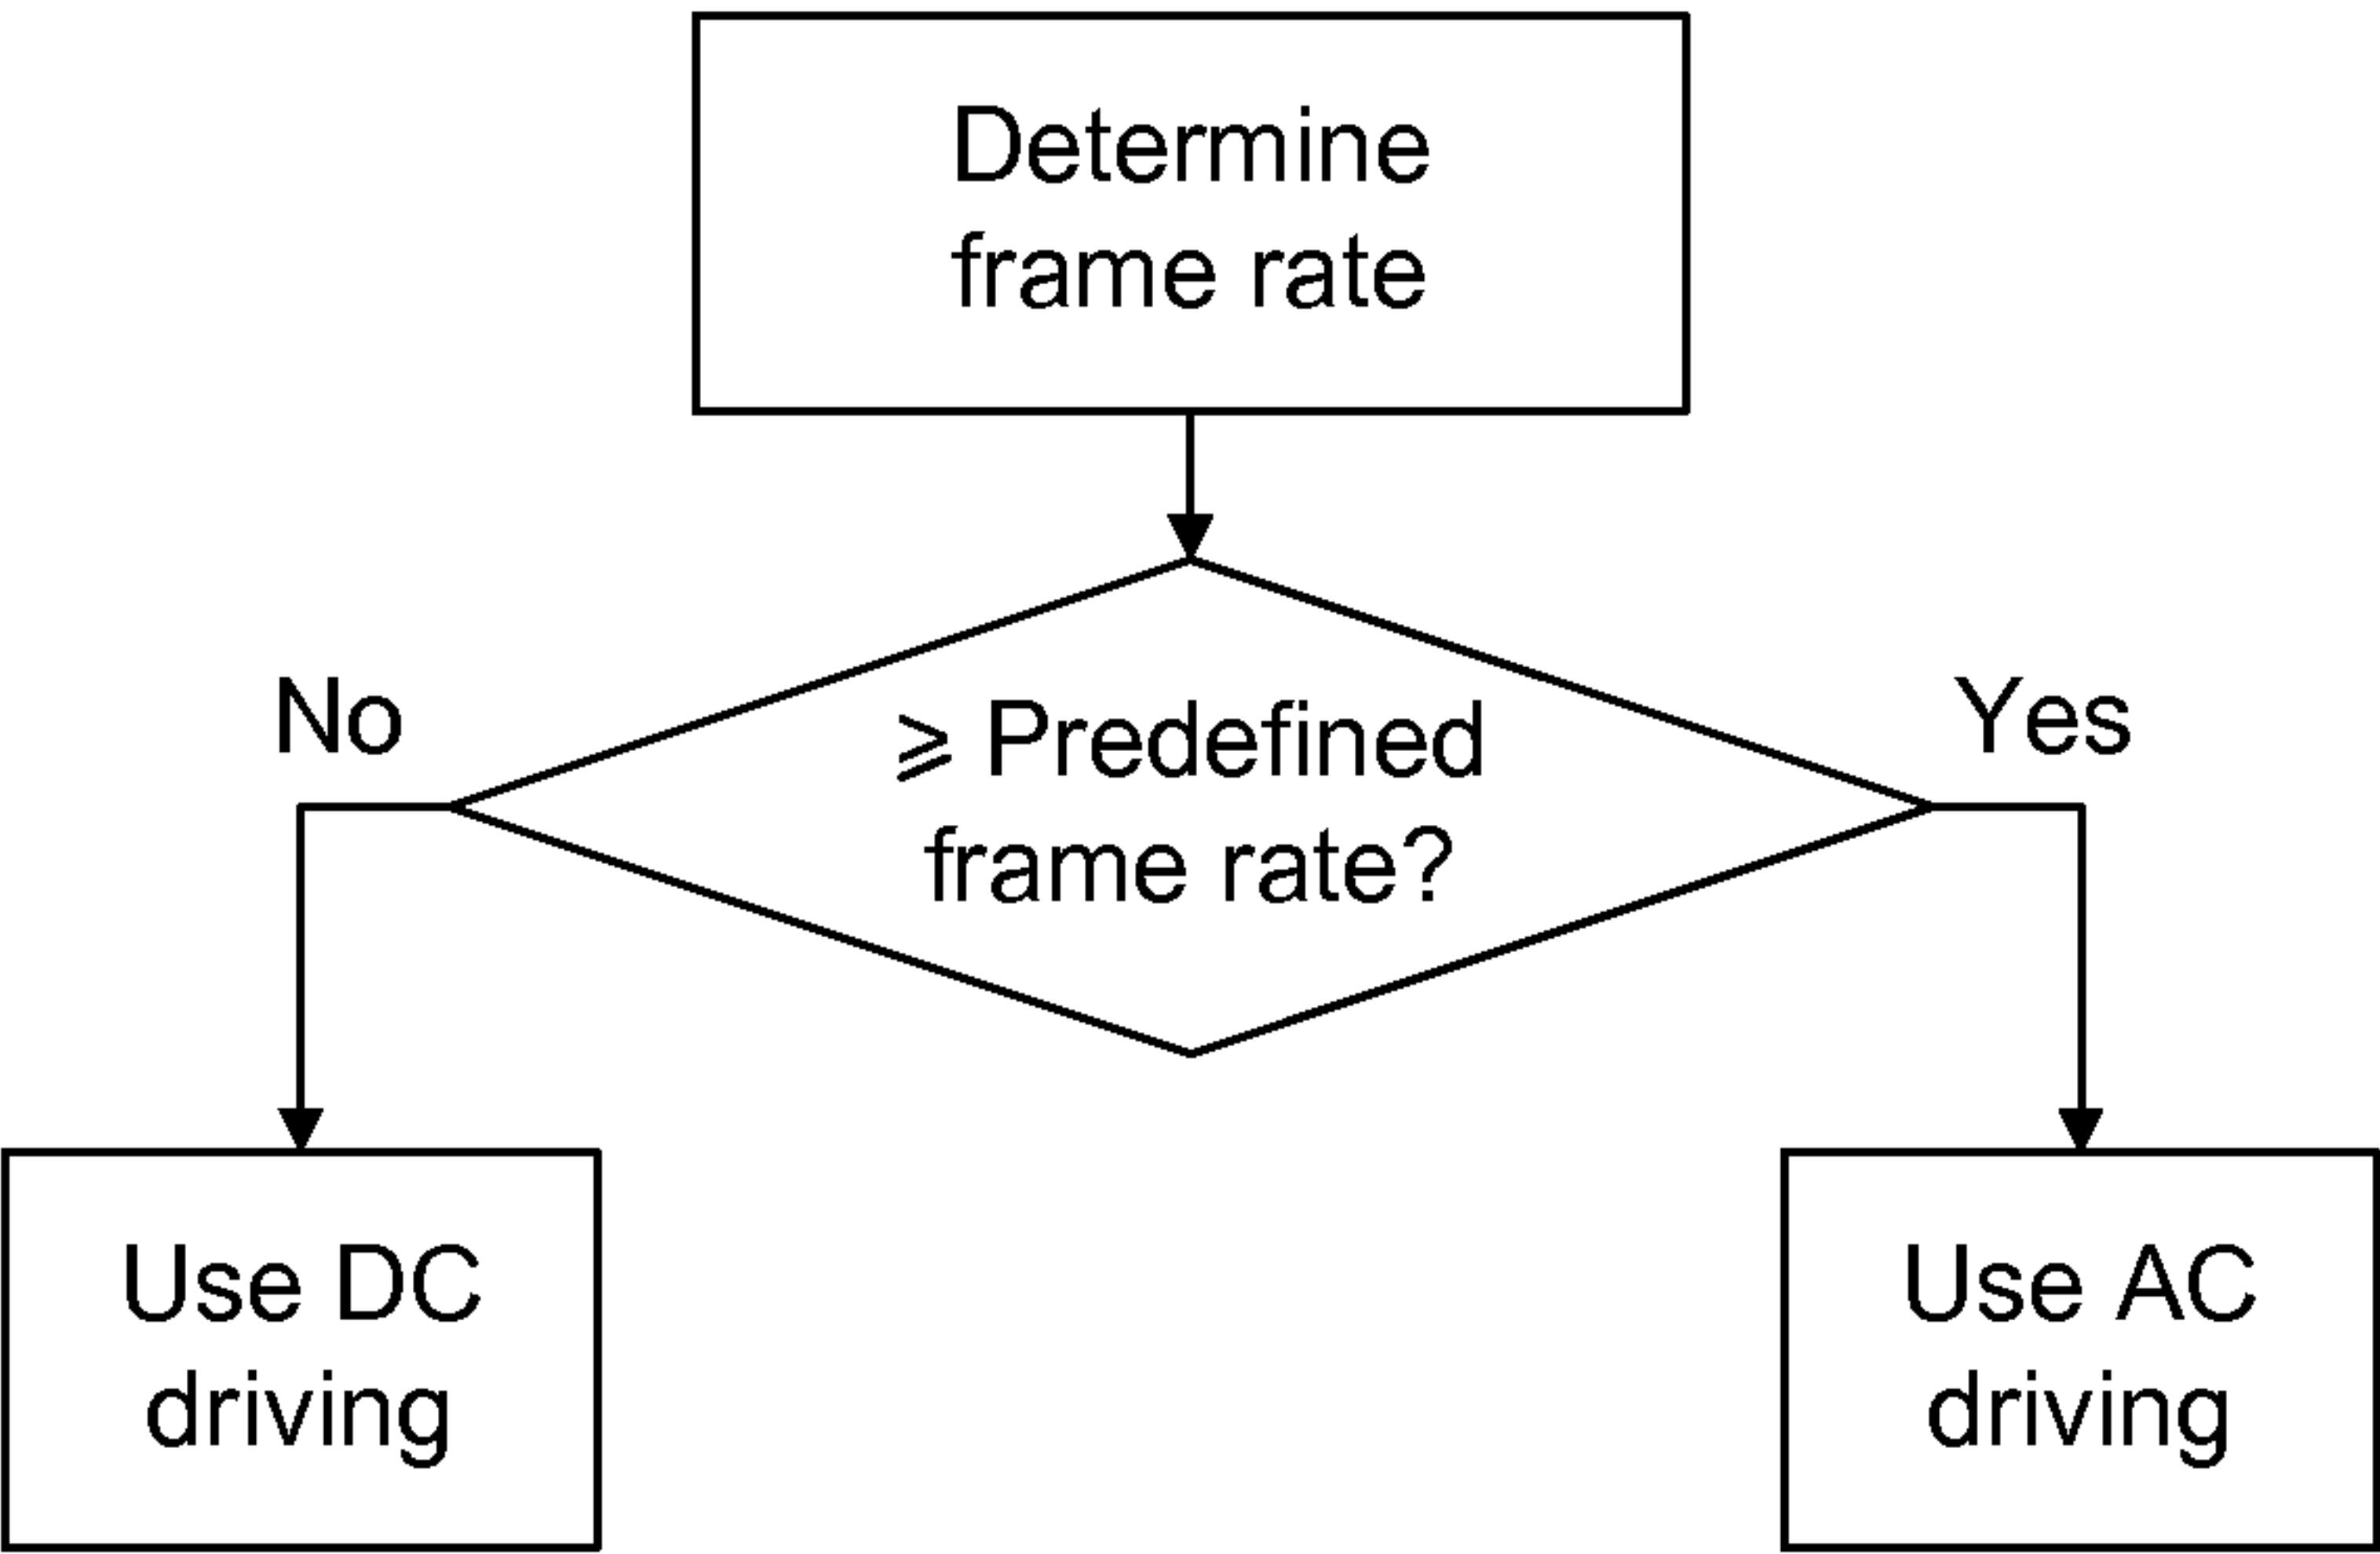 Determine
frame rate
No
⩾ Predefined
frame rate?
Yes
Use DC
driving
Use AC
driving